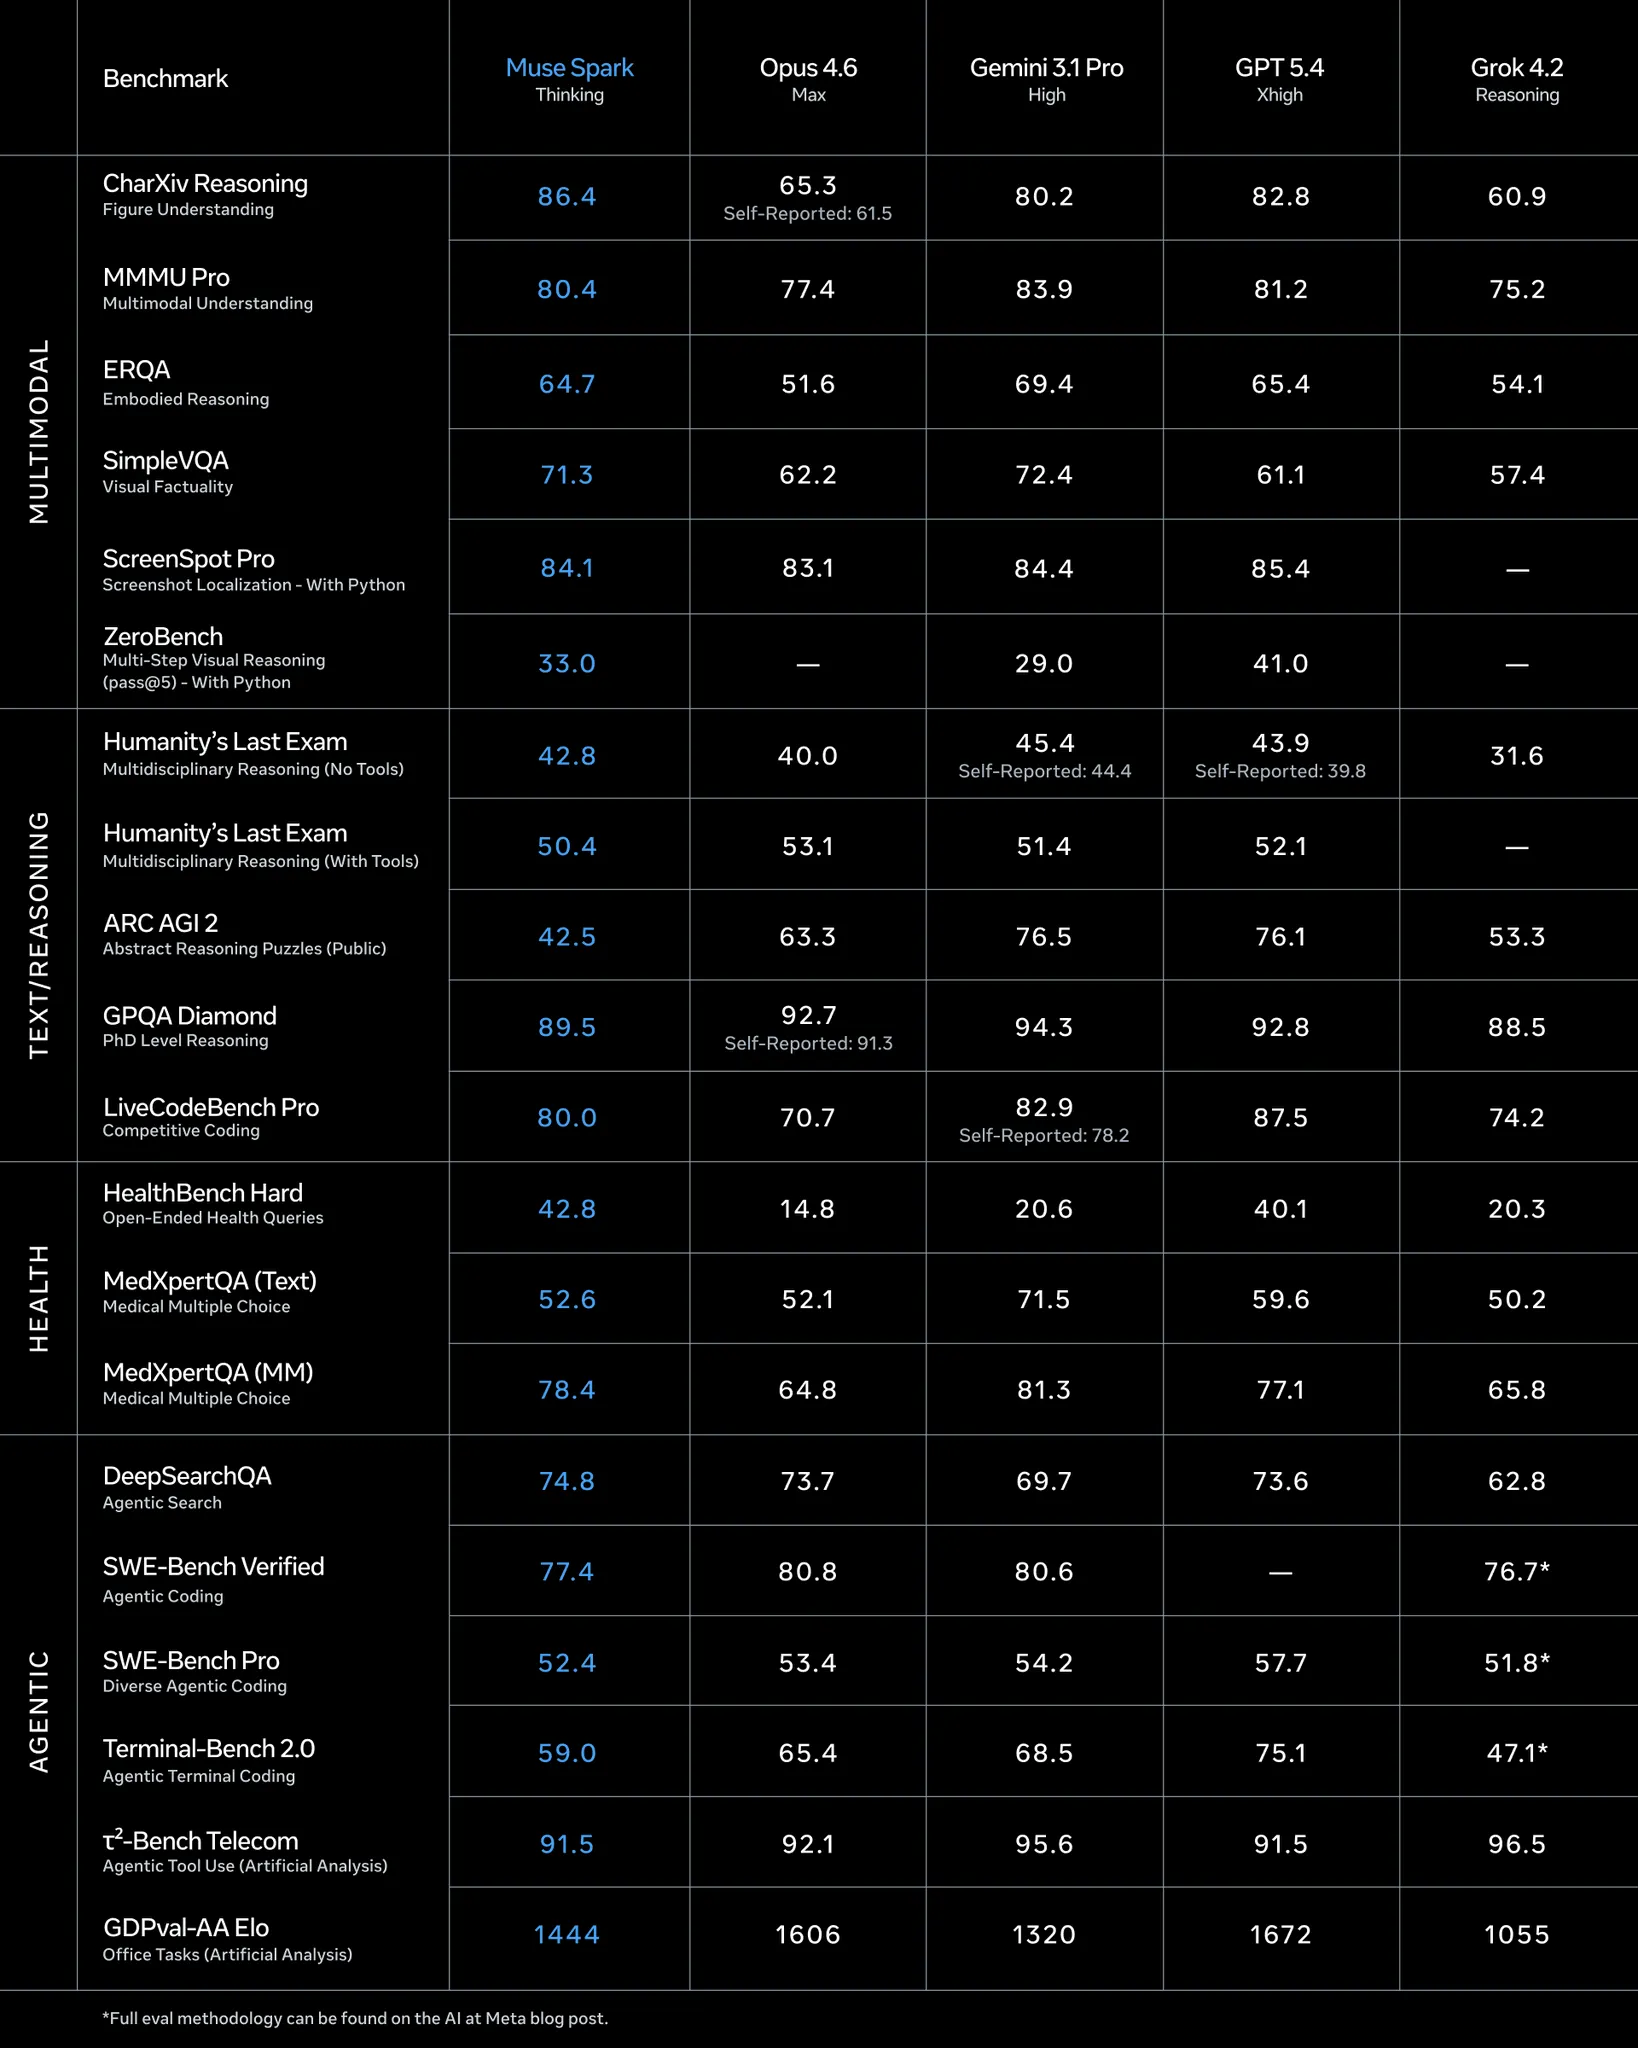 Benchmark
Muse Spark
Thinking
Opus 4.6
Max
Gemini 3.1 Pro
High
GPT 5.4
Xhigh
Grok 4.2
Reasoning
MULTIMODAL
CharXiv Reasoning
Figure Understanding
86.4
65.3
Self-Reported: 61.5
80.2
82.8
60.9
MMMU Pro
Multimodal Understanding
80.4
77.4
83.9
81.2
75.2
ERQA
Embodied Reasoning
64.7
51.6
69.4
65.4
54.1
SimpleVQA
Visual Factuality
71.3
62.2
72.4
61.1
57.4
ScreenSpot Pro
Screenshot Localization - With Python
84.1
83.1
84.4
85.4
—
ZeroBench
Multi-Step Visual Reasoning
(pass@5) - With Python
33.0
—
29.0
41.0
—
TEXT/REASONING
Humanity's Last Exam
Multidisciplinary Reasoning (No Tools)
42.8
40.0
45.4
Self-Reported: 44.4
43.9
Self-Reported: 39.8
31.6
Humanity's Last Exam
Multidisciplinary Reasoning (With Tools)
50.4
53.1
51.4
52.1
—
ARC AGI 2
Abstract Reasoning Puzzles (Public)
42.5
63.3
76.5
76.1
53.3
GPQA Diamond
PhD Level Reasoning
89.5
92.7
Self-Reported: 91.3
94.3
92.8
88.5
LiveCodeBench Pro
Competitive Coding
80.0
70.7
82.9
Self-Reported: 78.2
87.5
74.2
HEALTH
HealthBench Hard
Open-Ended Health Queries
42.8
14.8
20.6
40.1
20.3
MedXpertQA (Text)
Medical Multiple Choice
52.6
52.1
71.5
59.6
50.2
MedXpertQA (MM)
Medical Multiple Choice
78.4
64.8
81.3
77.1
65.8
AGENTIC
DeepSearchQA
Agentic Search
74.8
73.7
69.7
73.6
62.8
SWE-Bench Verified
Agentic Coding
77.4
80.8
80.6
—
76.7*
SWE-Bench Pro
Diverse Agentic Coding
52.4
53.4
54.2
57.7
51.8*
Terminal-Bench 2.0
Agentic Terminal Coding
59.0
65.4
68.5
75.1
47.1*
τ²-Bench Telecom
Agentic Tool Use (Artificial Analysis)
91.5
92.1
95.6
91.5
96.5
GDPval-AA Elo
Office Tasks (Artificial Analysis)
1444
1606
1320
1672
1055
*Full eval methodology can be found on the AI at Meta blog post.